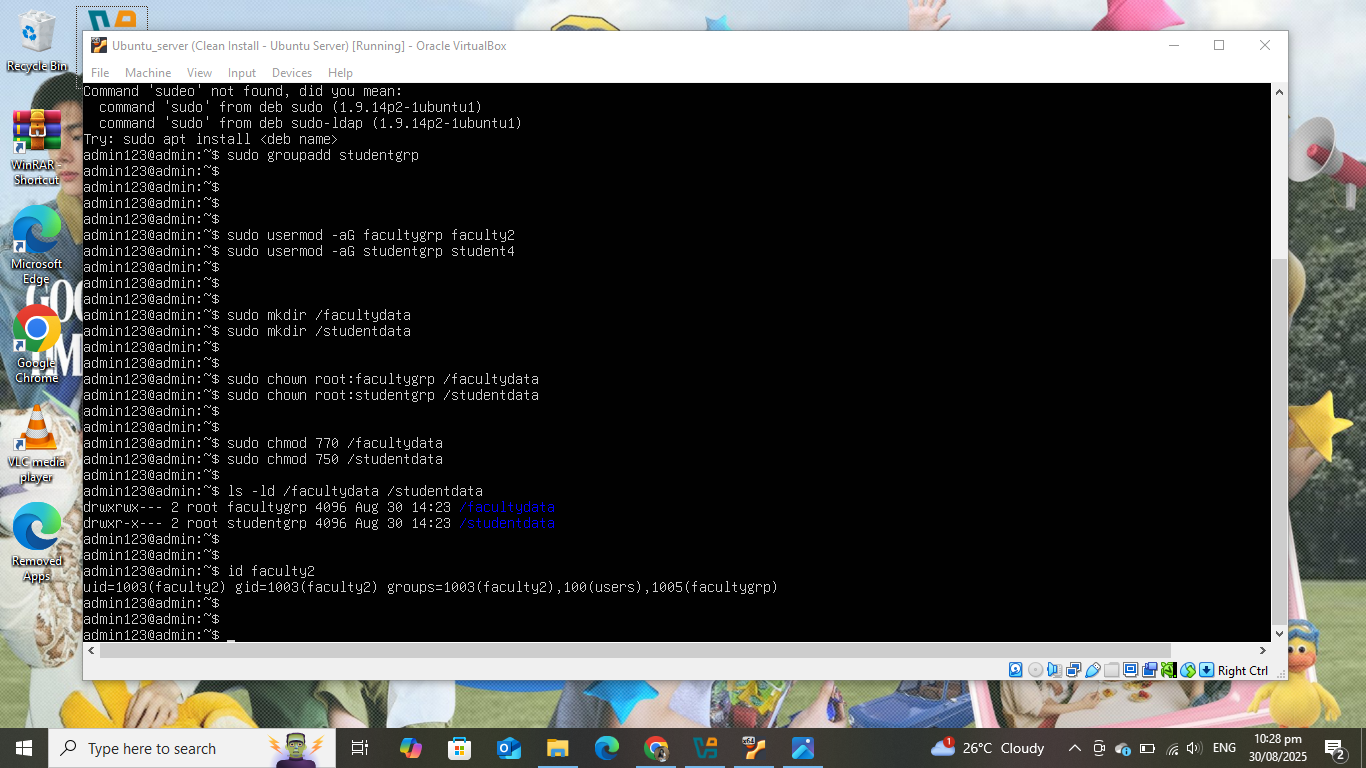 Recycle Bin
WinRAR - Shortcut
Microsoft Edge
Google Chrome
VLC media player
Removed Apps
Ubuntu_server (Clean Install - Ubuntu Server) [Running] - Oracle VirtualBox
File Machine View Input Devices Help
Command 'sudeo' not found, did you mean:
  command 'sudo' from deb sudo (1.9.14p2-1ubuntu1)
  command 'sudo' from deb sudo-ldap (1.9.14p2-1ubuntu1)
Try: sudo apt install <deb name>
admin123@admin:~$ sudo groupadd studentgrp
admin123@admin:~$
admin123@admin:~$
admin123@admin:~$
admin123@admin:~$
admin123@admin:~$ sudo usermod -aG facultygrp faculty2
admin123@admin:~$ sudo usermod -aG studentgrp student4
admin123@admin:~$
admin123@admin:~$
admin123@admin:~$
admin123@admin:~$ sudo mkdir /facultydata
admin123@admin:~$ sudo mkdir /studentdata
admin123@admin:~$
admin123@admin:~$
admin123@admin:~$ sudo chown root:facultygrp /facultydata
admin123@admin:~$ sudo chown root:studentgrp /studentdata
admin123@admin:~$
admin123@admin:~$
admin123@admin:~$ sudo chmod 770 /facultydata
admin123@admin:~$ sudo chmod 750 /studentdata
admin123@admin:~$
admin123@admin:~$ ls -ld /facultydata /studentdata
drwxrwx--- 2 root facultygrp 4096 Aug 30 14:23 /facultydata
drwxr-x--- 2 root studentgrp 4096 Aug 30 14:23 /studentdata
admin123@admin:~$
admin123@admin:~$
admin123@admin:~$ id faculty2
uid=1003(faculty2) gid=1003(faculty2) groups=1003(faculty2),100(users),1005(facultygrp)
admin123@admin:~$
admin123@admin:~$
admin123@admin:~$
Right Ctrl
Type here to search
26°C Cloudy
ENG
10:28 pm
30/08/2025
2